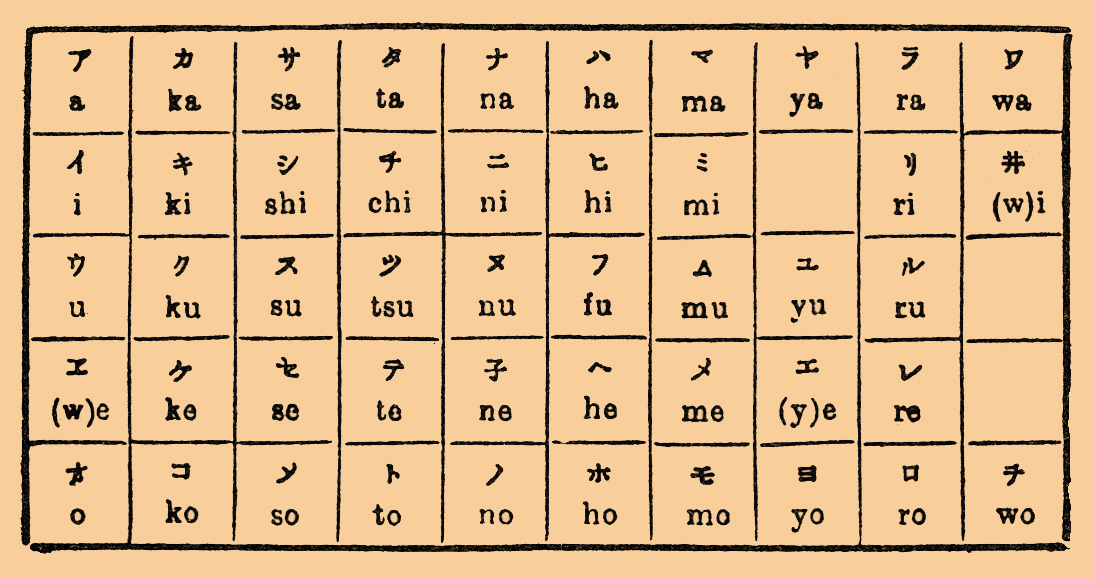 ア カ サ タ ナ ハ マ ヤ ラ ワ
a ka sa ta na ha ma ya ra wa
イ キ シ チ ニ ヒ ミ リ 井
i ki shi chi ni hi mi ri (w)i
ウ ク ス ツ ヌ フ ム ユ ル
u ku su tsu nu fu mu yu ru
ヱ ケ セ テ 子 ヘ メ エ レ
(w)e ke se te ne he me (y)e re
オ コ ソ ト ノ ホ モ ヨ ロ ヲ
o ko so to no ho mo yo ro wo